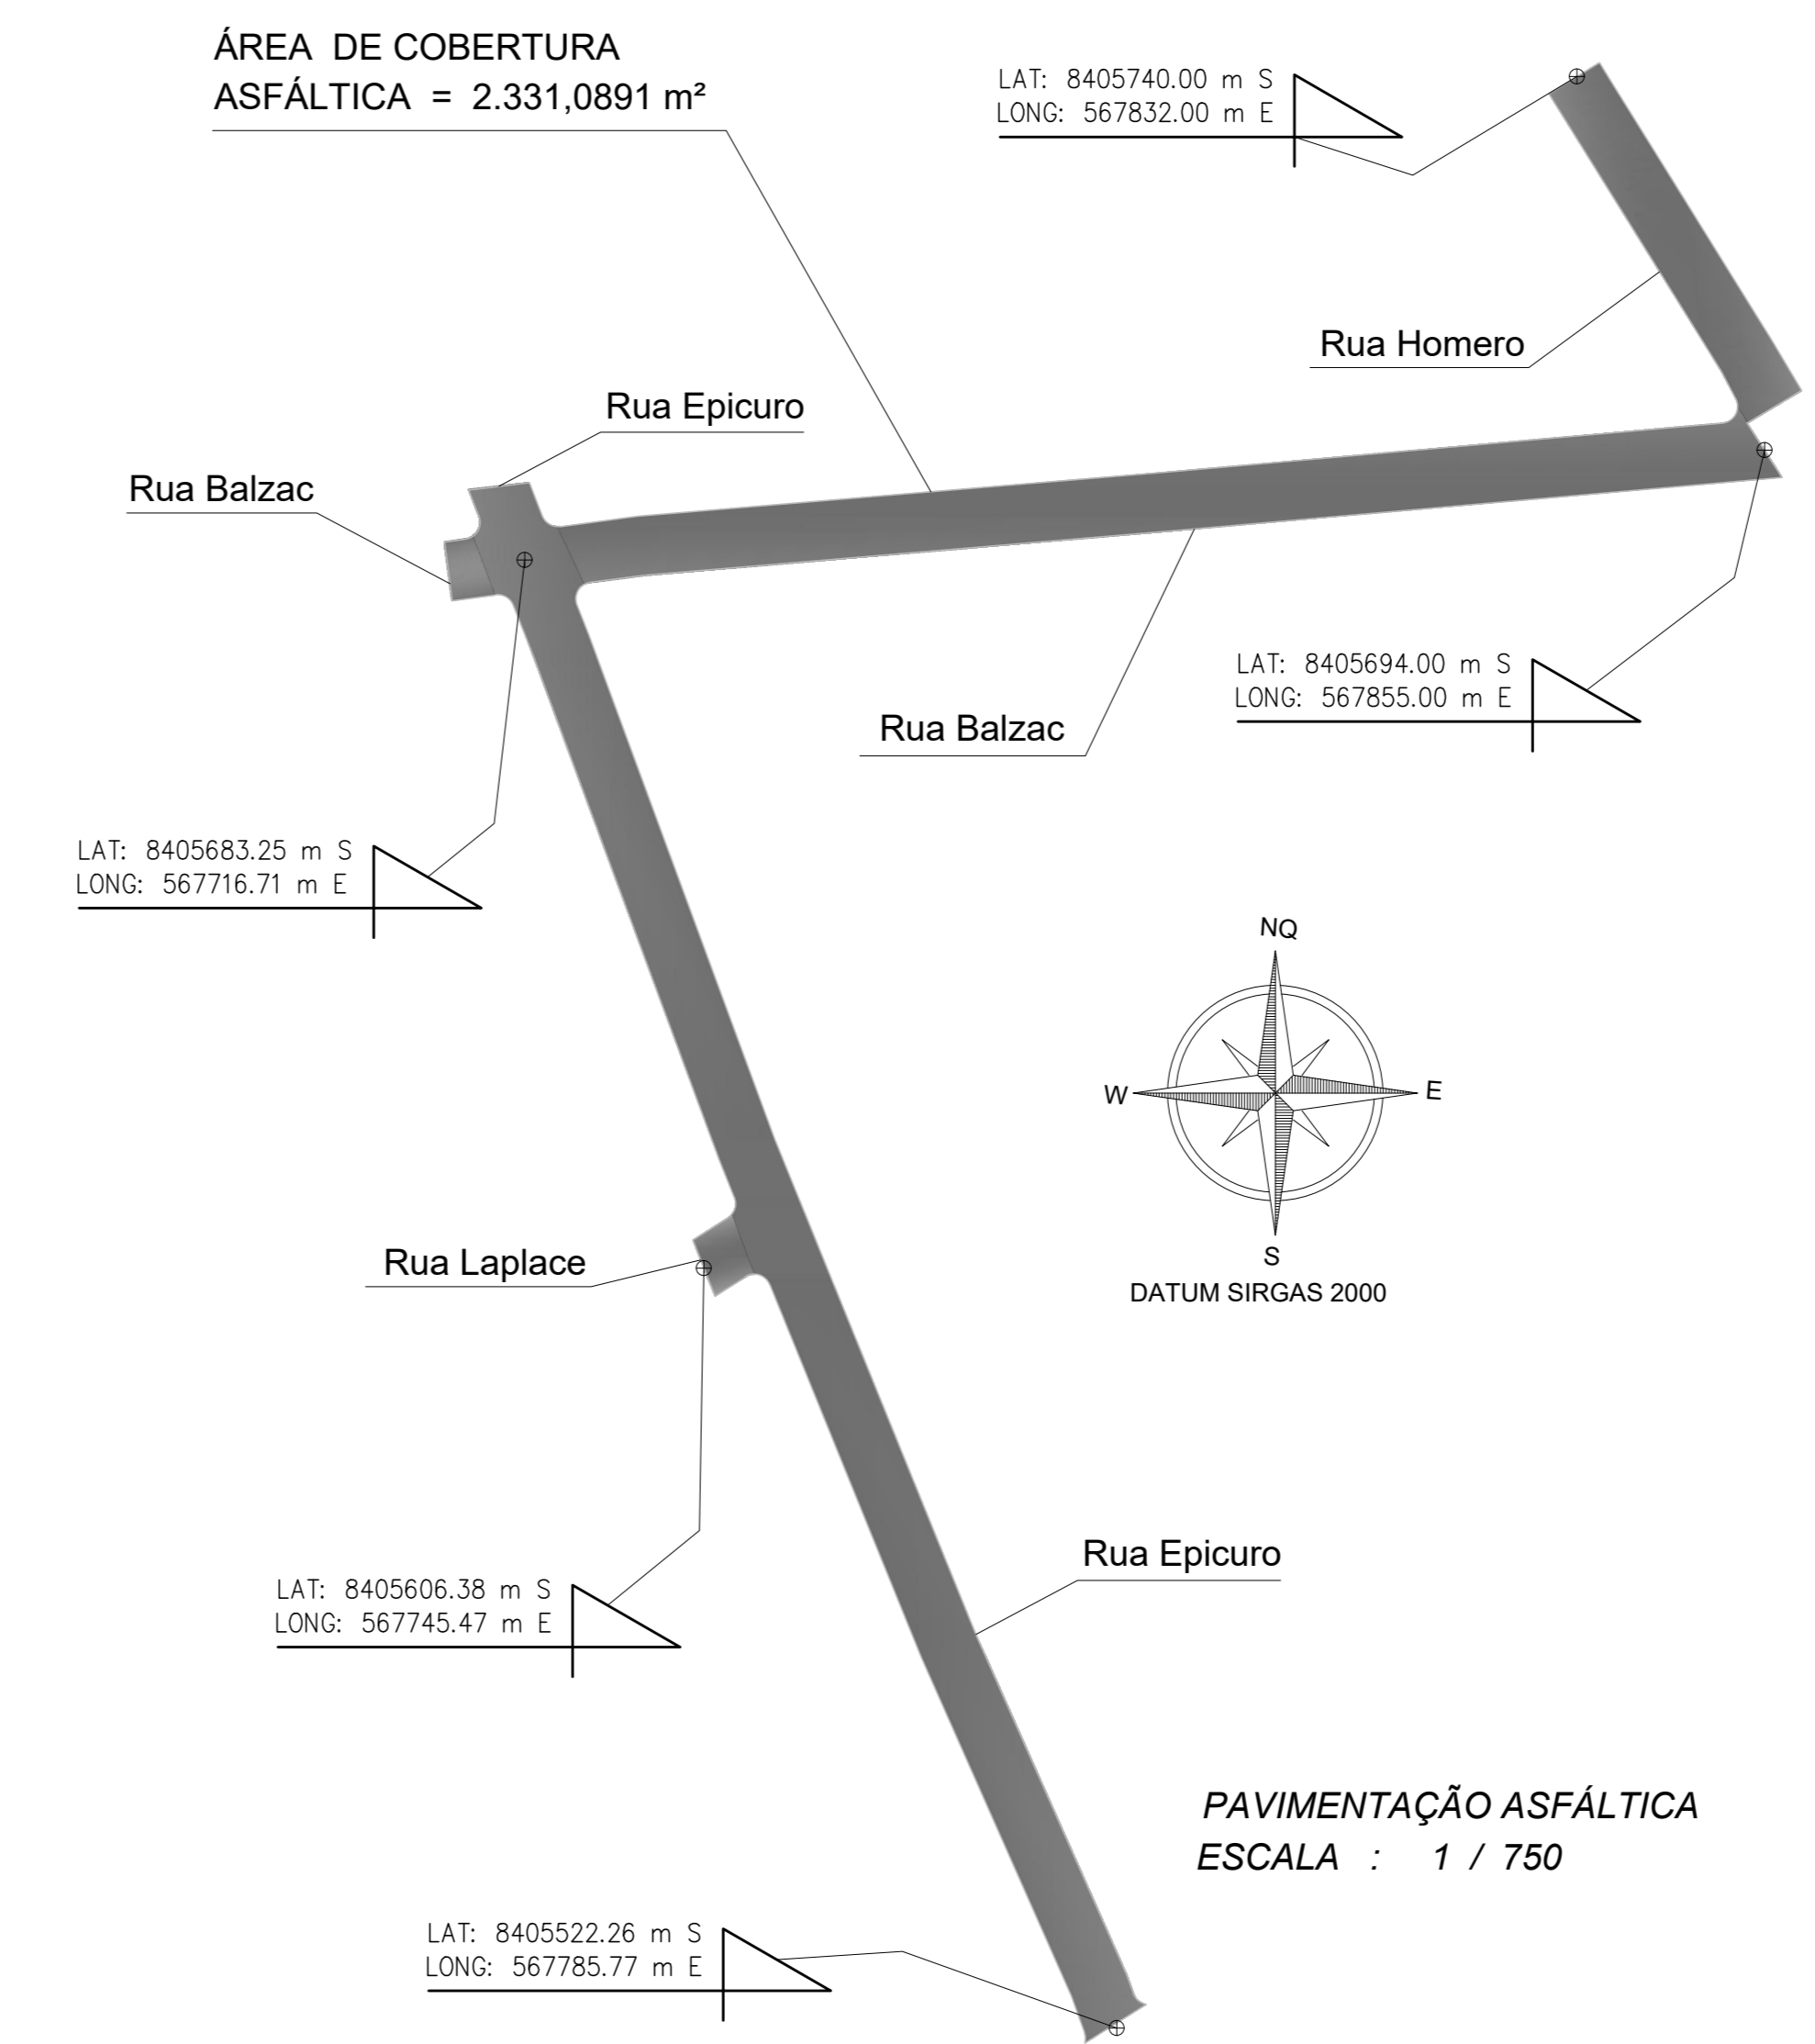 ÁREA DE COBERTURA
ASFÁLTICA = 2.331,0891 m²
LAT: 8405740.00 m S
LONG: 567832.00 m E
Rua Homero
Rua Epicuro
Rua Balzac
LAT: 8405694.00 m S
LONG: 567855.00 m E
Rua Balzac
LAT: 8405683.25 m S
LONG: 567716.71 m E
NQ
W
E
S
DATUM SIRGAS 2000
Rua Laplace
Rua Epicuro
LAT: 8405606.38 m S
LONG: 567745.47 m E
PAVIMENTAÇÃO ASFÁLTICA
ESCALA : 1 / 750
LAT: 8405522.26 m S
LONG: 567785.77 m E